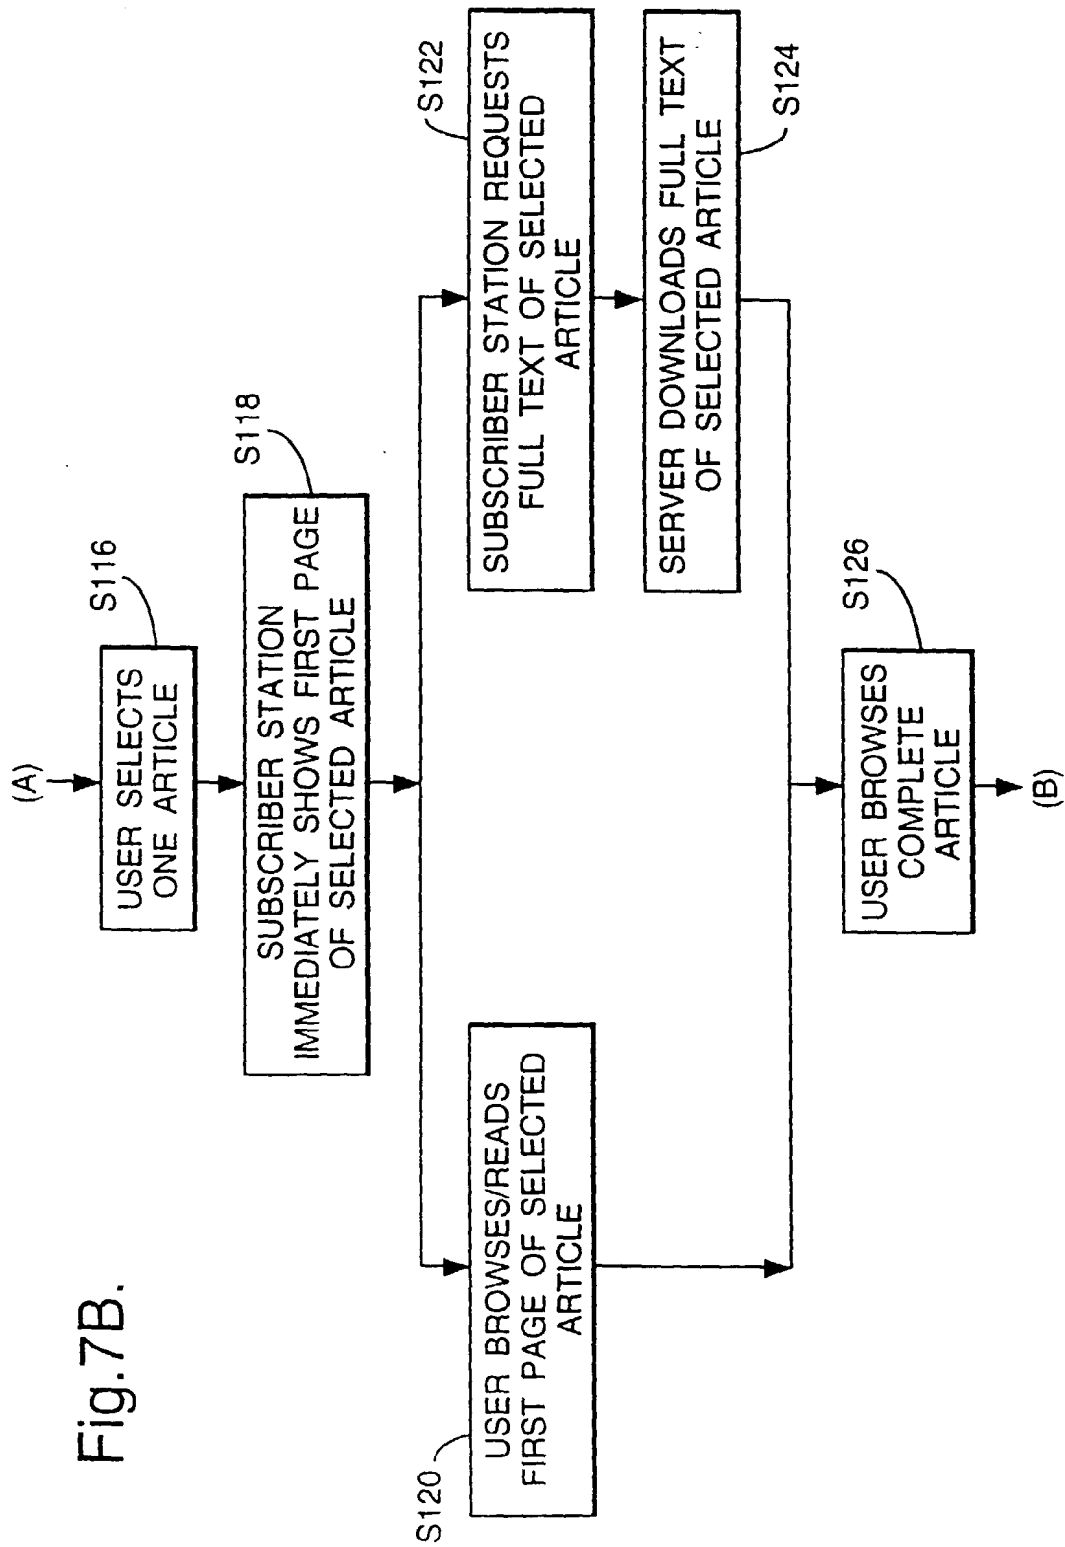 Fig.7B.
(A)
USER SELECTS
ONE ARTICLE
S116
SUBSCRIBER STATION
IMMEDIATELY SHOWS FIRST PAGE
OF SELECTED ARTICLE
S118
S120
USER BROWSES/READS
FIRST PAGE OF SELECTED
ARTICLE
SUBSCRIBER STATION REQUESTS
FULL TEXT OF SELECTED
ARTICLE
S122
SERVER DOWNLOADS FULL TEXT
OF SELECTED ARTICLE
S124
USER BROWSES
COMPLETE
ARTICLE
S126
(B)